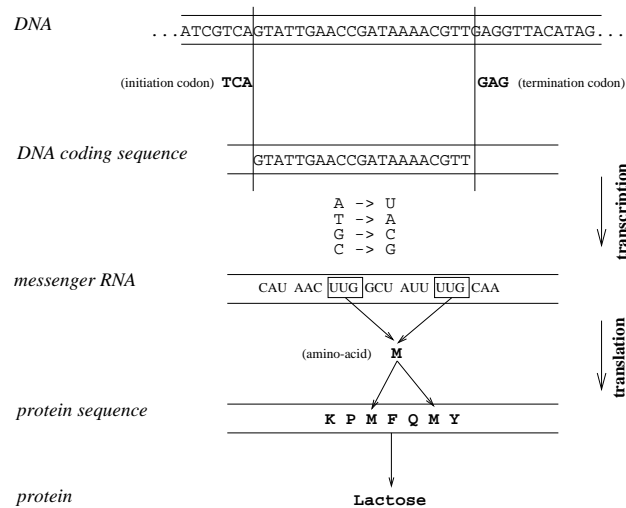 DNA
...ATCGTCAGTATTGAACCGATAAAACGTTGAGGTTACATAG...
(initiation codon) TCA GAG (termination codon)
DNA coding sequence
GTATTGAACCGATAAAACGTT
A -> U
T -> A
G -> C
C -> G
transcription
messenger RNA
CAU AAC UUG GCU AUU UUG CAA
(amino-acid) M
translation
protein sequence
K P M F Q M Y
protein
Lactose